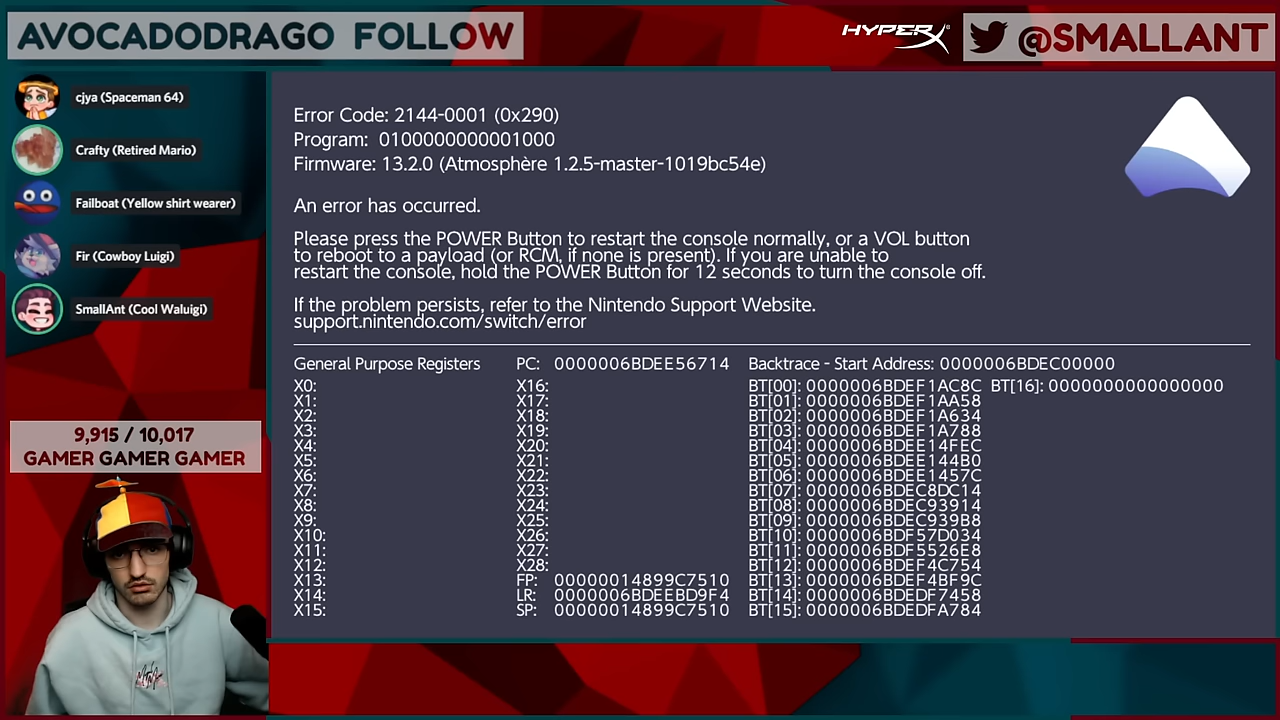 AVOCADODRAGO FOLLOW
HYPERX
@SMALLANT
cjya (Spaceman 64)
Crafty (Retired Mario)
Failboat (Yellow shirt wearer)
Fir (Cowboy Luigi)
SmallAnt (Cool Waluigi)
9,915 / 10,017
GAMER GAMER GAMER
Error Code: 2144-0001 (0x290)
Program: 0100000000001000
Firmware: 13.2.0 (Atmosphère 1.2.5-master-1019bc54e)
An error has occurred.
Please press the POWER Button to restart the console normally, or a VOL button
to reboot to a payload (or RCM, if none is present). If you are unable to
restart the console, hold the POWER Button for 12 seconds to turn the console off.
If the problem persists, refer to the Nintendo Support Website.
support.nintendo.com/switch/error
General Purpose Registers PC: 0000006BDEE56714 Backtrace - Start Address: 0000006BDEC00000
X0: X16: BT[00]: 0000006BDEF1AC8C BT[16]: 0000000000000000
X1: X17: BT[01]: 0000006BDEF1AA58
X2: X18: BT[02]: 0000006BDEF1A634
X3: X19: BT[03]: 0000006BDEF1A788
X4: X20: BT[04]: 0000006BDEE14FEC
X5: X21: BT[05]: 0000006BDEE144B0
X6: X22: BT[06]: 0000006BDEE1457C
X7: X23: BT[07]: 0000006BDEC8DC14
X8: X24: BT[08]: 0000006BDEC93914
X9: X25: BT[09]: 0000006BDEC939B8
X10: X26: BT[10]: 0000006BDF57D034
X11: X27: BT[11]: 0000006BDF5526E8
X12: X28: BT[12]: 0000006BDEF4C754
X13: FP: 00000014899C7510 BT[13]: 0000006BDEF4BF9C
X14: LR: 0000006BDEEBD9F4 BT[14]: 0000006BDEDF7458
X15: SP: 00000014899C7510 BT[15]: 0000006BDEDFA784